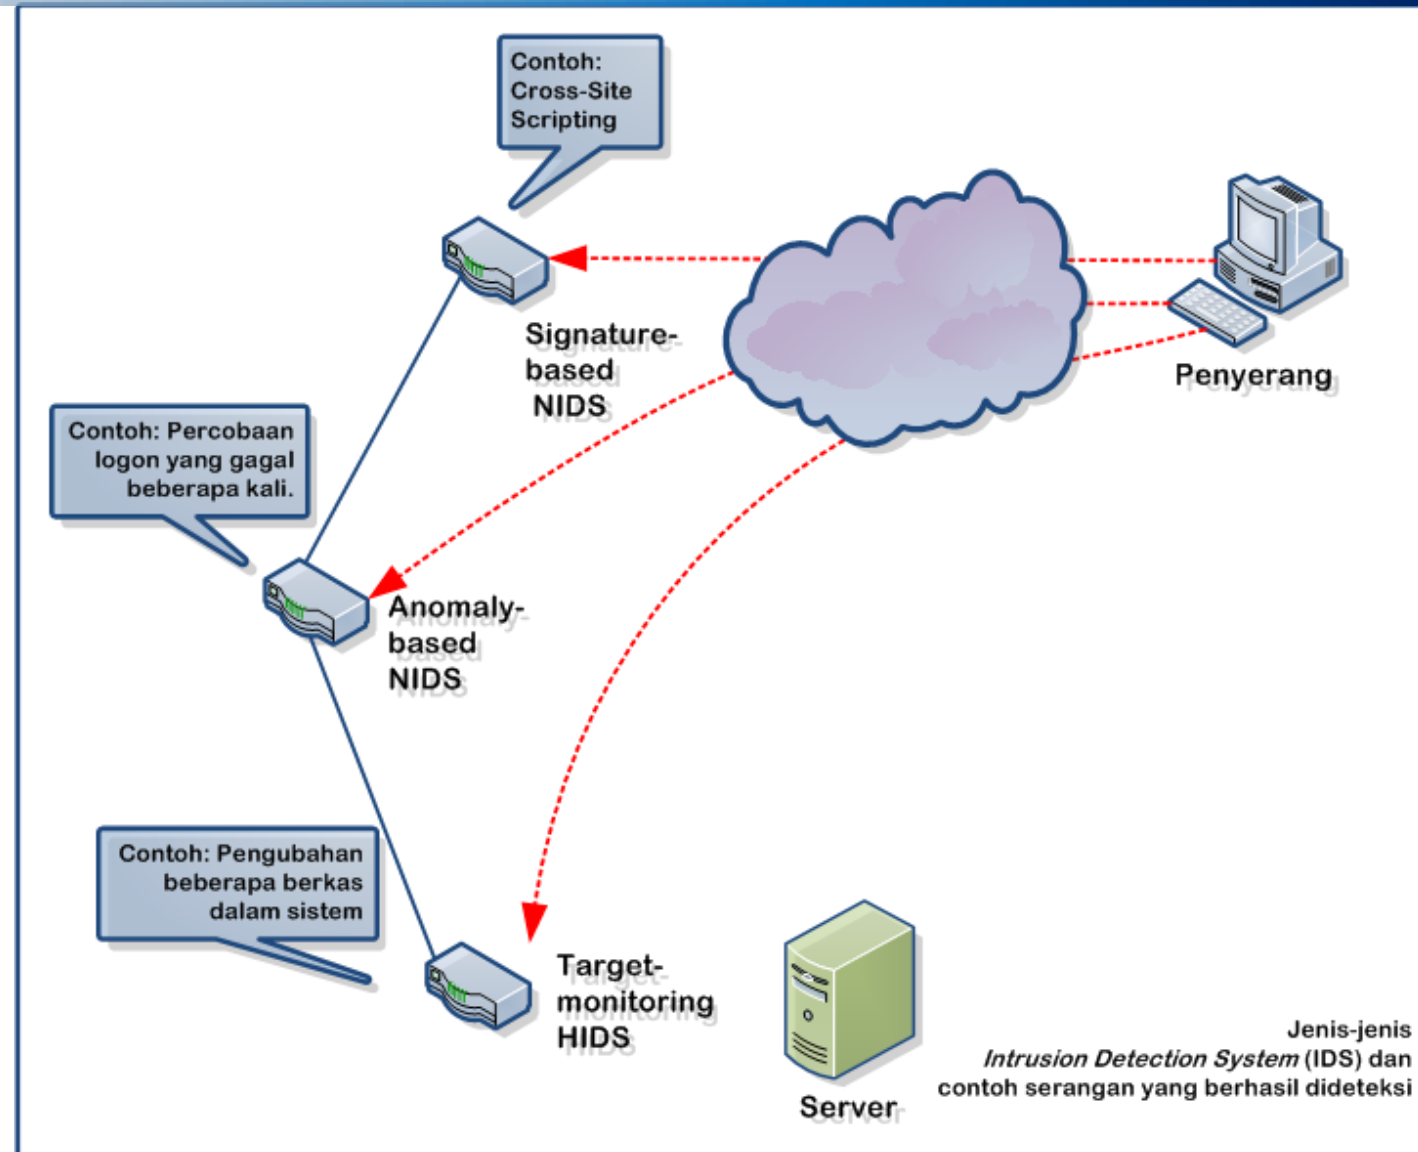 Contoh:
Cross-Site
Scripting
Signature-
based
NIDS
Penyerang
Contoh: Percobaan
logon yang gagal
beberapa kali.
Anomaly-
based
NIDS
Contoh: Pengubahan
beberapa berkas
dalam sistem
Target-
monitoring
HIDS
Server
Jenis-jenis
Intrusion Detection System (IDS) dan
contoh serangan yang berhasil dideteksi